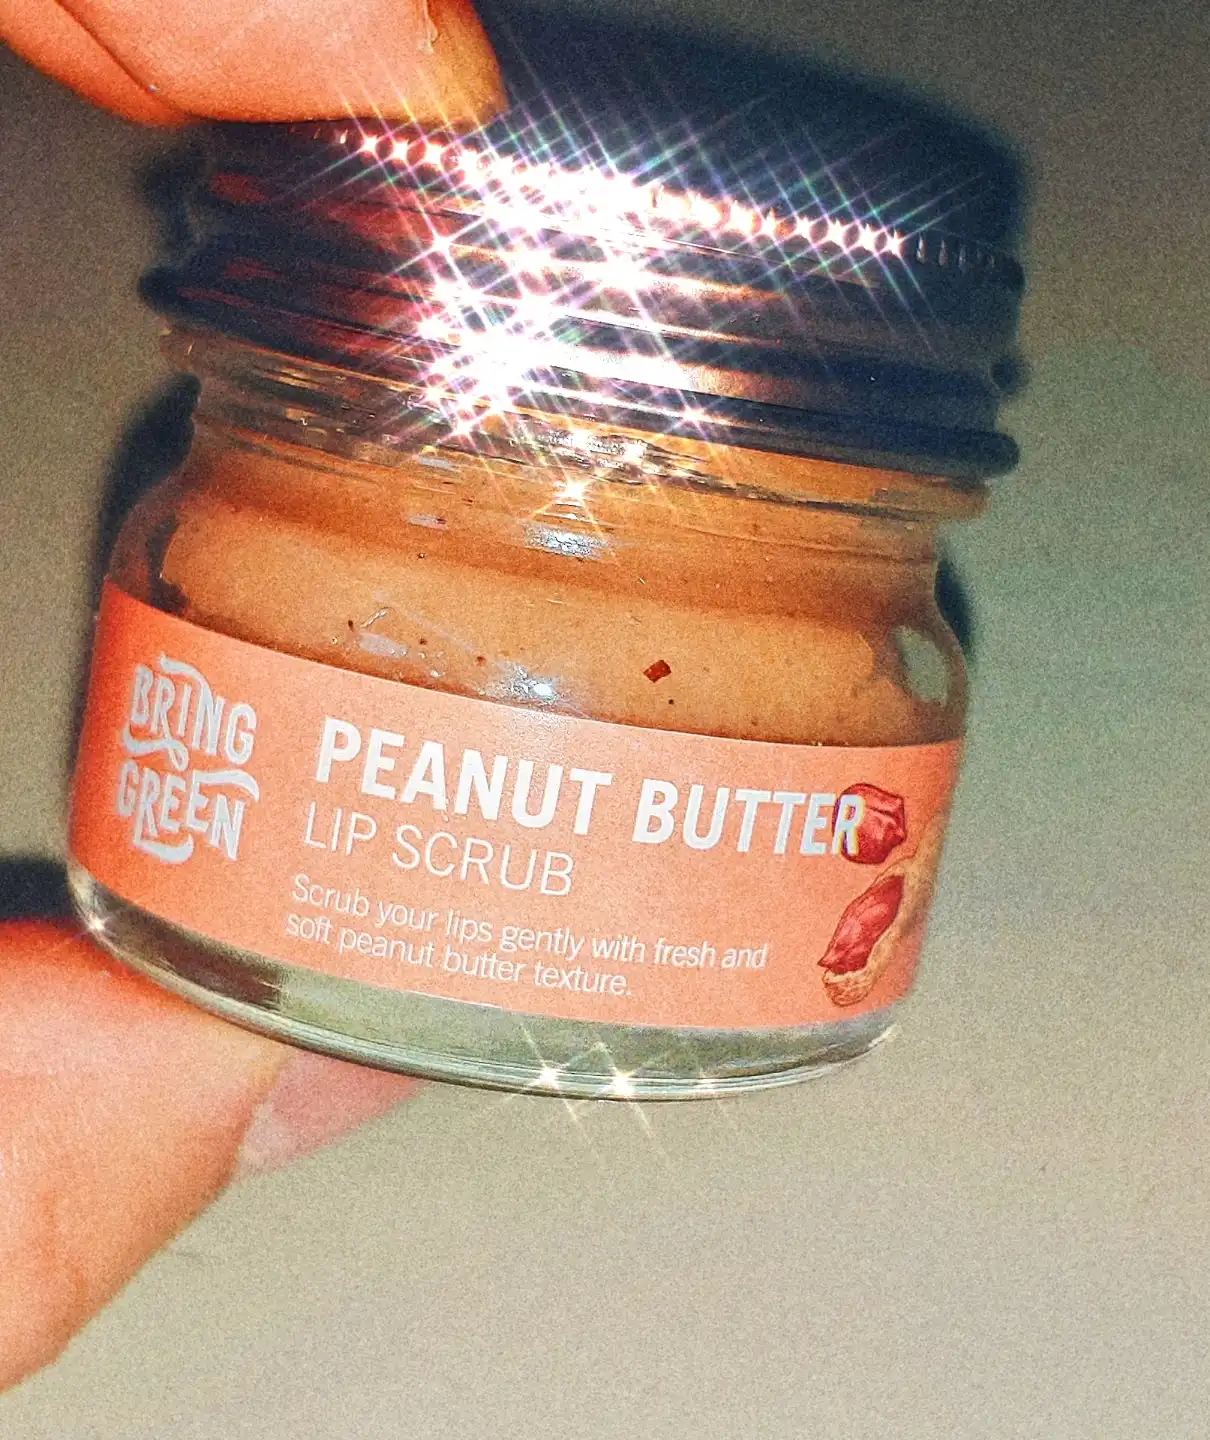 BRING
GREEN
PEANUT BUTTER
LIP SCRUB
Scrub your lips gently with fresh and
soft peanut butter texture.